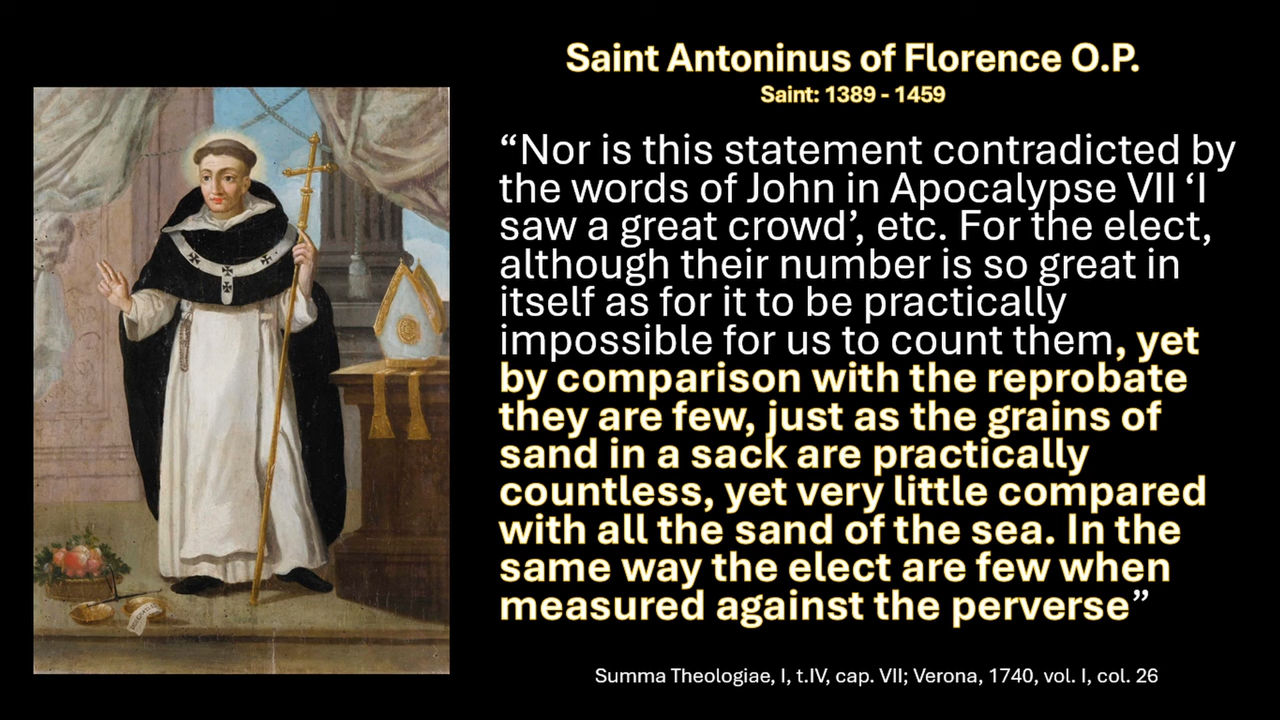 Saint Antoninus of Florence O.P.
Saint: 1389 - 1459
“Nor is this statement contradicted by
the words of John in Apocalypse VII ‘I
saw a great crowd’, etc. For the elect,
although their number is so great in
itself as for it to be practically
impossible for us to count them, yet
by comparison with the reprobate
they are few, just as the grains of
sand in a sack are practically
countless, yet very little compared
with all the sand of the sea. In the
same way the elect are few when
measured against the perverse”
Summa Theologiae, I, t.IV, cap. VII; Verona, 1740, vol. I, col. 26